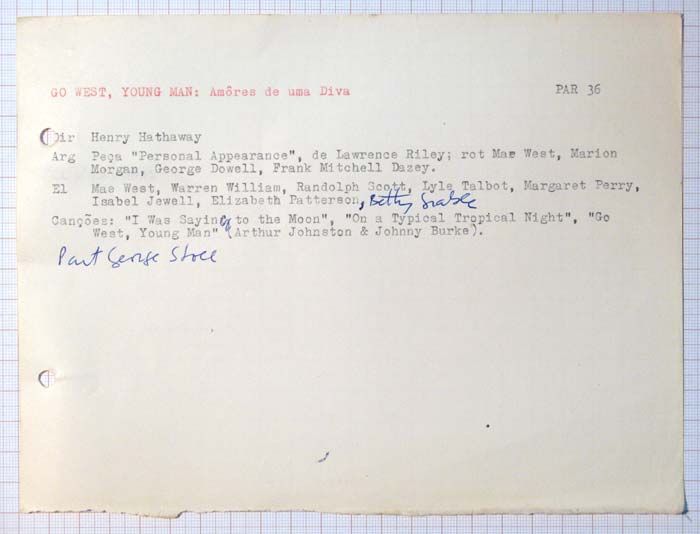 GO WEST, YOUNG MAN: Amôres de uma Diva PAR 36
Dir Henry Hathaway
Arg Peça "Personal Appearance", de Lawrence Riley; rot Mae West, Marion
Morgan, George Dowell, Frank Mitchell Dazey.
El Mae West, Warren William, Randolph Scott, Lyle Talbot, Margaret Perry,
Isabel Jewell, Elizabeth Patterson, Betty Grable
Canções: "I Was Saying to the Moon", "On a Typical Tropical Night", "Go
West, Young Man" (Arthur Johnston & Johnny Burke).
Part George Stoll